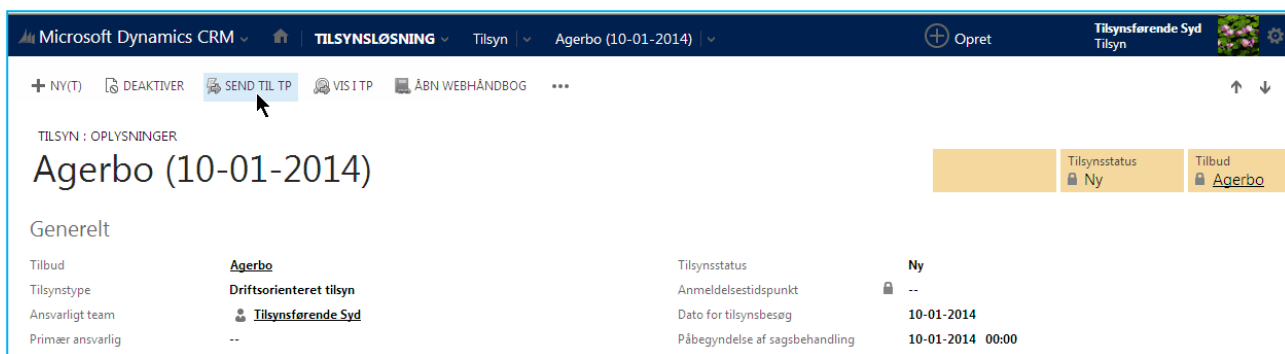 Microsoft Dynamics CRM TILSYNSLØSNING Tilsyn Agerbo (10-01-2014) Opret Tilsynsførende Syd
Tilsyn
NY(T) DEAKTIVER SEND TIL TP VIS I TP ÅBN WEBHÅNDBOG •••
TILSYN : OPLYSNINGER
Agerbo (10-01-2014)
Tilsynsstatus Tilbud
Ny Agerbo
Generelt
Tilbud Agerbo Tilsynsstatus Ny
Tilsynstype Driftsorienteret tilsyn Anmeldelsestidspunkt --
Ansvarligt team Tilsynsførende Syd Dato for tilsynsbesøg 10-01-2014
Primær ansvarlig -- Påbegyndelse af sagsbehandling 10-01-2014 00:00